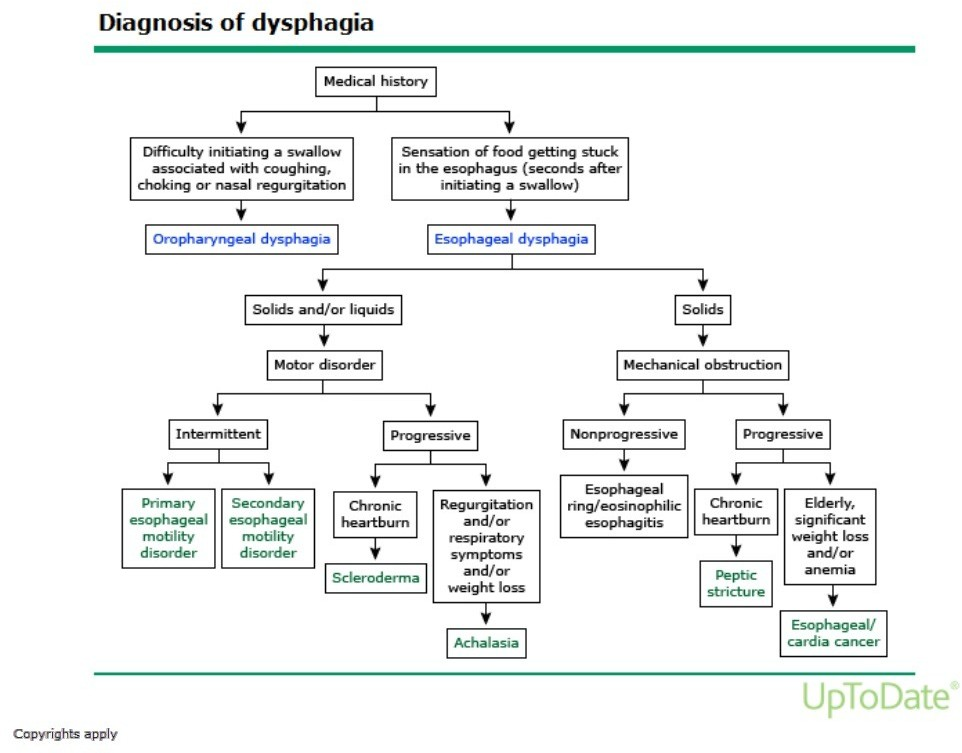 Diagnosis of dysphagia
Medical history
Difficulty initiating a swallow
associated with coughing,
choking or nasal regurgitation
Sensation of food getting stuck
in the esophagus (seconds after
initiating a swallow)
Oropharyngeal dysphagia
Esophageal dysphagia
Solids and/or liquids
Solids
Motor disorder
Mechanical obstruction
Intermittent
Progressive
Nonprogressive
Progressive
Primary
esophageal
motility
disorder
Secondary
esophageal
motility
disorder
Chronic
heartburn
Scleroderma
Regurgitation
and/or
respiratory
symptoms
and/or
weight loss
Achalasia
Esophageal
ring/eosinophilic
esophagitis
Chronic
heartburn
Peptic
stricture
Elderly,
significant
weight loss
and/or
anemia
Esophageal/
cardia cancer
UpToDate®
Copyrights apply